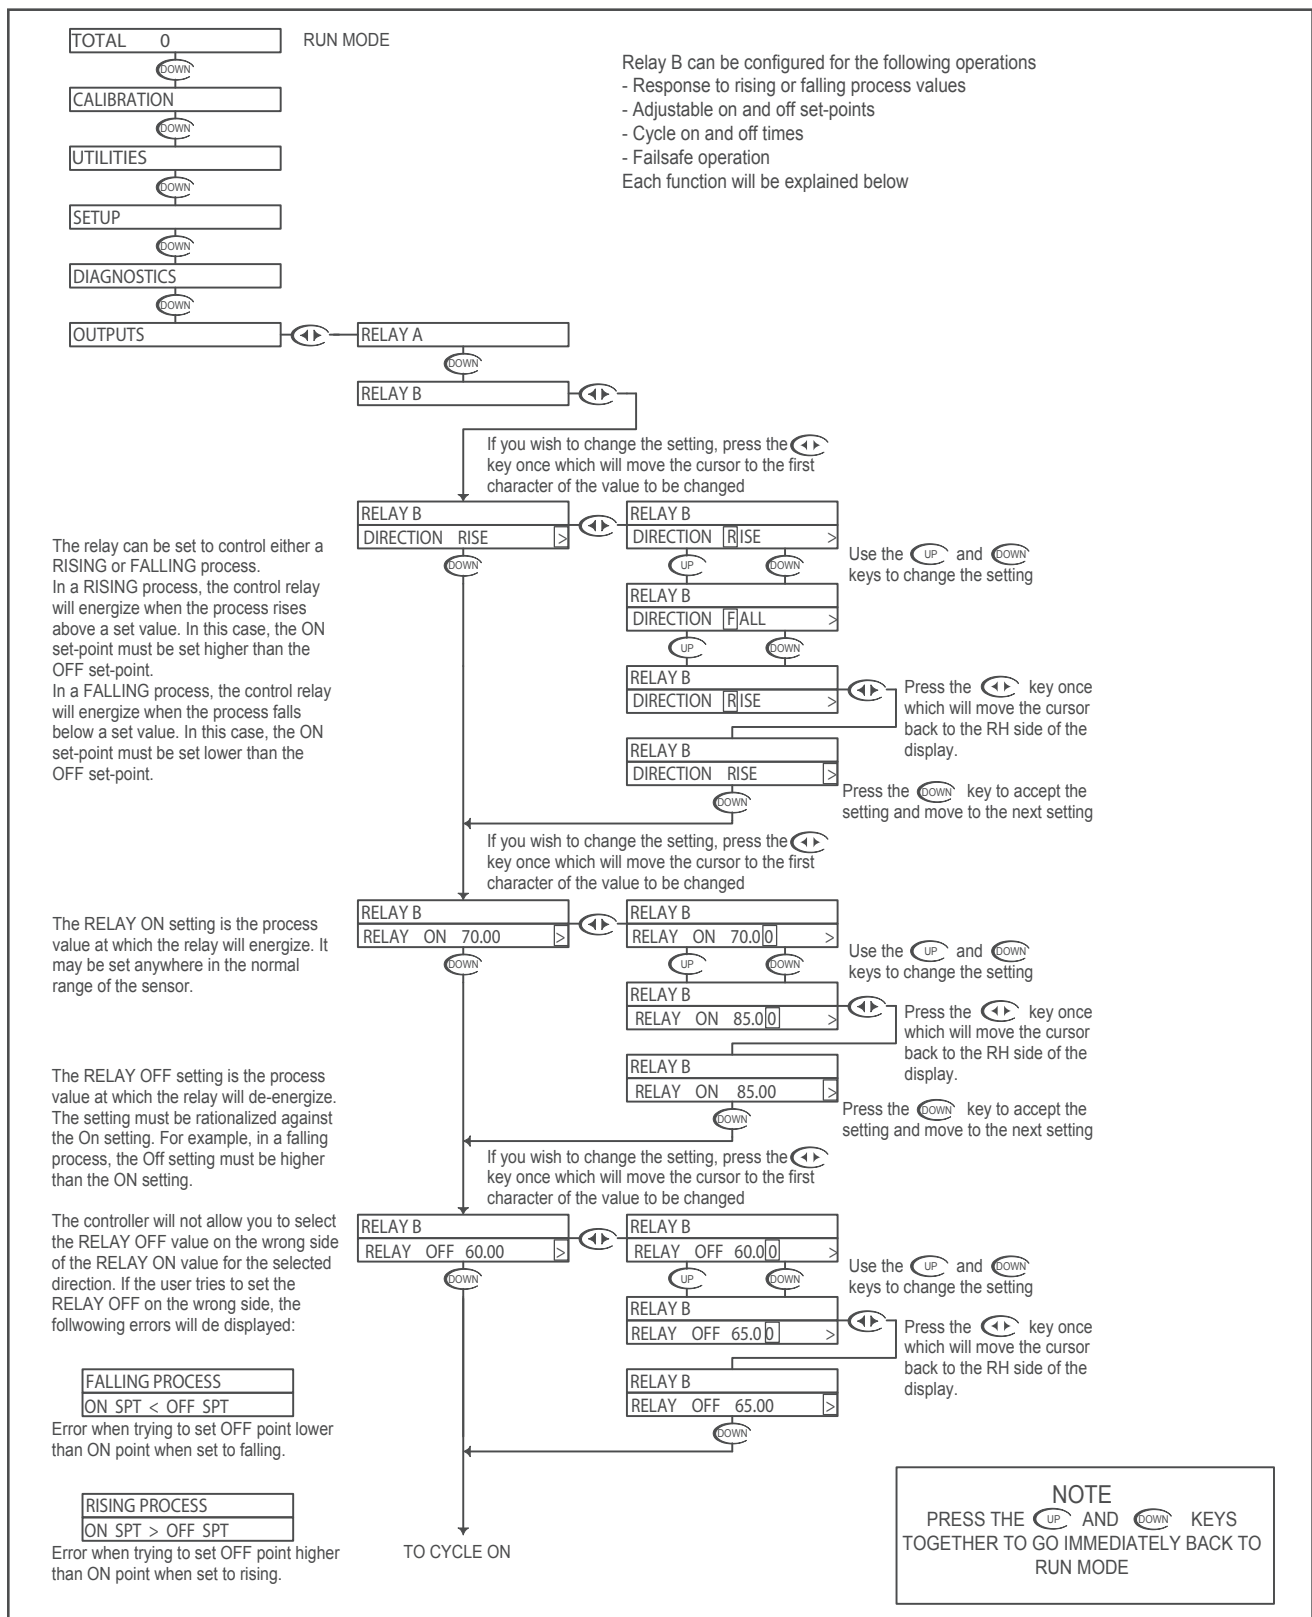 TOTAL 0
RUN MODE
DOWN
CALIBRATION
DOWN
UTILITIES
DOWN
SETUP
DOWN
DIAGNOSTICS
DOWN
OUTPUTS
RELAY A
DOWN
RELAY B
Relay B can be configured for the following operations
- Response to rising or falling process values
- Adjustable on and off set-points
- Cycle on and off times
- Failsafe operation
Each function will be explained below
If you wish to change the setting, press the
key once which will move the cursor to the first
character of the value to be changed
The relay can be set to control either a
RISING or FALLING process.
In a RISING process, the control relay
will energize when the process rises
above a set value. In this case, the ON
set-point must be set higher than the
OFF set-point.
In a FALLING process, the control relay
will energize when the process falls
below a set value. In this case, the ON
set-point must be set lower than the
OFF set-point.
RELAY B
DIRECTION RISE >
DOWN
RELAY B
DIRECTION RISE >
UP DOWN
Use the UP and DOWN
keys to change the setting
RELAY B
DIRECTION FALL >
UP DOWN
RELAY B
DIRECTION RISE >
Press the key once
which will move the cursor
back to the RH side of the
display.
RELAY B
DIRECTION RISE >
DOWN
Press the DOWN key to accept the
setting and move to the next setting
If you wish to change the setting, press the
key once which will move the cursor to the first
character of the value to be changed
The RELAY ON setting is the process
value at which the relay will energize. It
may be set anywhere in the normal
range of the sensor.
RELAY B
RELAY ON 70.00 >
DOWN
RELAY B
RELAY ON 70.00 >
UP DOWN
Use the UP and DOWN
keys to change the setting
RELAY B
RELAY ON 85.00 >
Press the key once
which will move the cursor
back to the RH side of the
display.
RELAY B
RELAY ON 85.00 >
DOWN
Press the DOWN key to accept the
setting and move to the next setting
The RELAY OFF setting is the process
value at which the relay will de-energize.
The setting must be rationalized against
the On setting. For example, in a falling
process, the Off setting must be higher
than the ON setting.
If you wish to change the setting, press the
key once which will move the cursor to the first
character of the value to be changed
The controller will not allow you to select
the RELAY OFF value on the wrong side
of the RELAY ON value for the selected
direction. If the user tries to set the
RELAY OFF on the wrong side, the
follwowing errors will de displayed:
RELAY B
RELAY OFF 60.00 >
DOWN
RELAY B
RELAY OFF 60.00 >
UP DOWN
Use the UP and DOWN
keys to change the setting
RELAY B
RELAY OFF 65.00 >
Press the key once
which will move the cursor
back to the RH side of the
display.
RELAY B
RELAY OFF 65.00 >
DOWN
FALLING PROCESS
ON SPT < OFF SPT
Error when trying to set OFF point lower
than ON point when set to falling.
RISING PROCESS
ON SPT > OFF SPT
Error when trying to set OFF point higher
than ON point when set to rising.
TO CYCLE ON
NOTE
PRESS THE UP AND DOWN KEYS
TOGETHER TO GO IMMEDIATELY BACK TO
RUN MODE